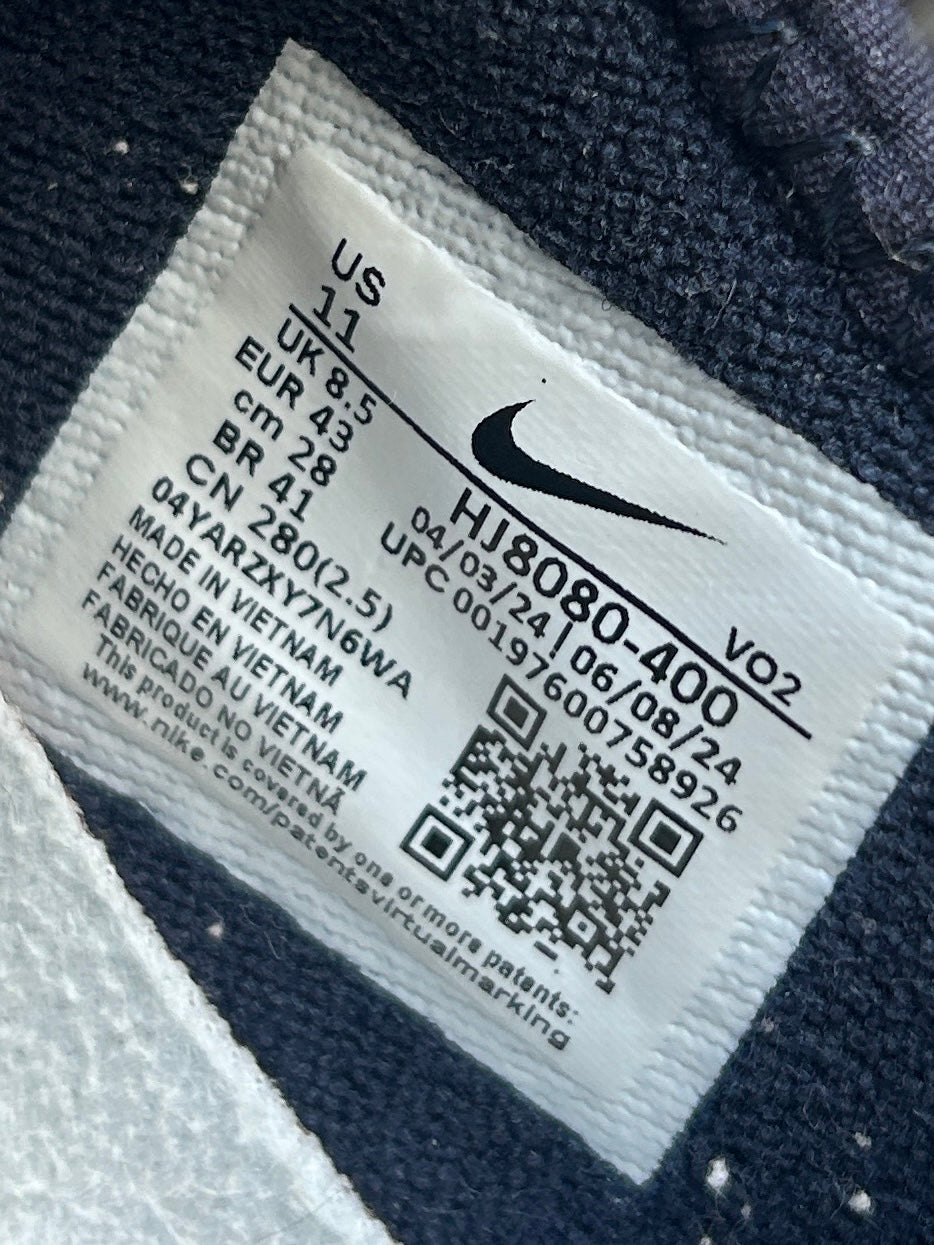 US
11
UK 8.5
EUR 43
cm 28
BR 41
CN 280(2.5)
04YARZXY7N6WA
MADE IN VIETNAM
HECHO EN VIETNAM
FABRIQUE AU VIETNAM
FABRICADO NO VIETNÃ
This product is covered by one or more patents:
www.nike.com/patentsvirtualmarking
VO2
HJ8080-400
04/03/24 | 06/08/24
UPC 00197600758926